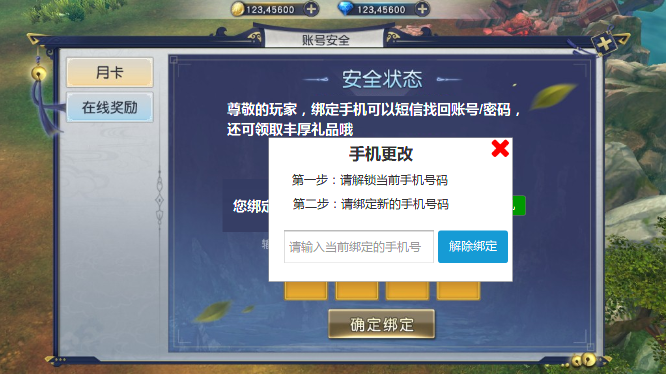 123,45600
123,45600
账号安全
月卡
在线奖励
安全状态
尊敬的玩家，绑定手机可以短信找回账号/密码，
还可领取丰厚礼品哦
手机更改
第一步：请解锁当前手机号码
第二步：请绑定新的手机号码
您绑定
请输入当前绑定的手机号
解除绑定
确定绑定